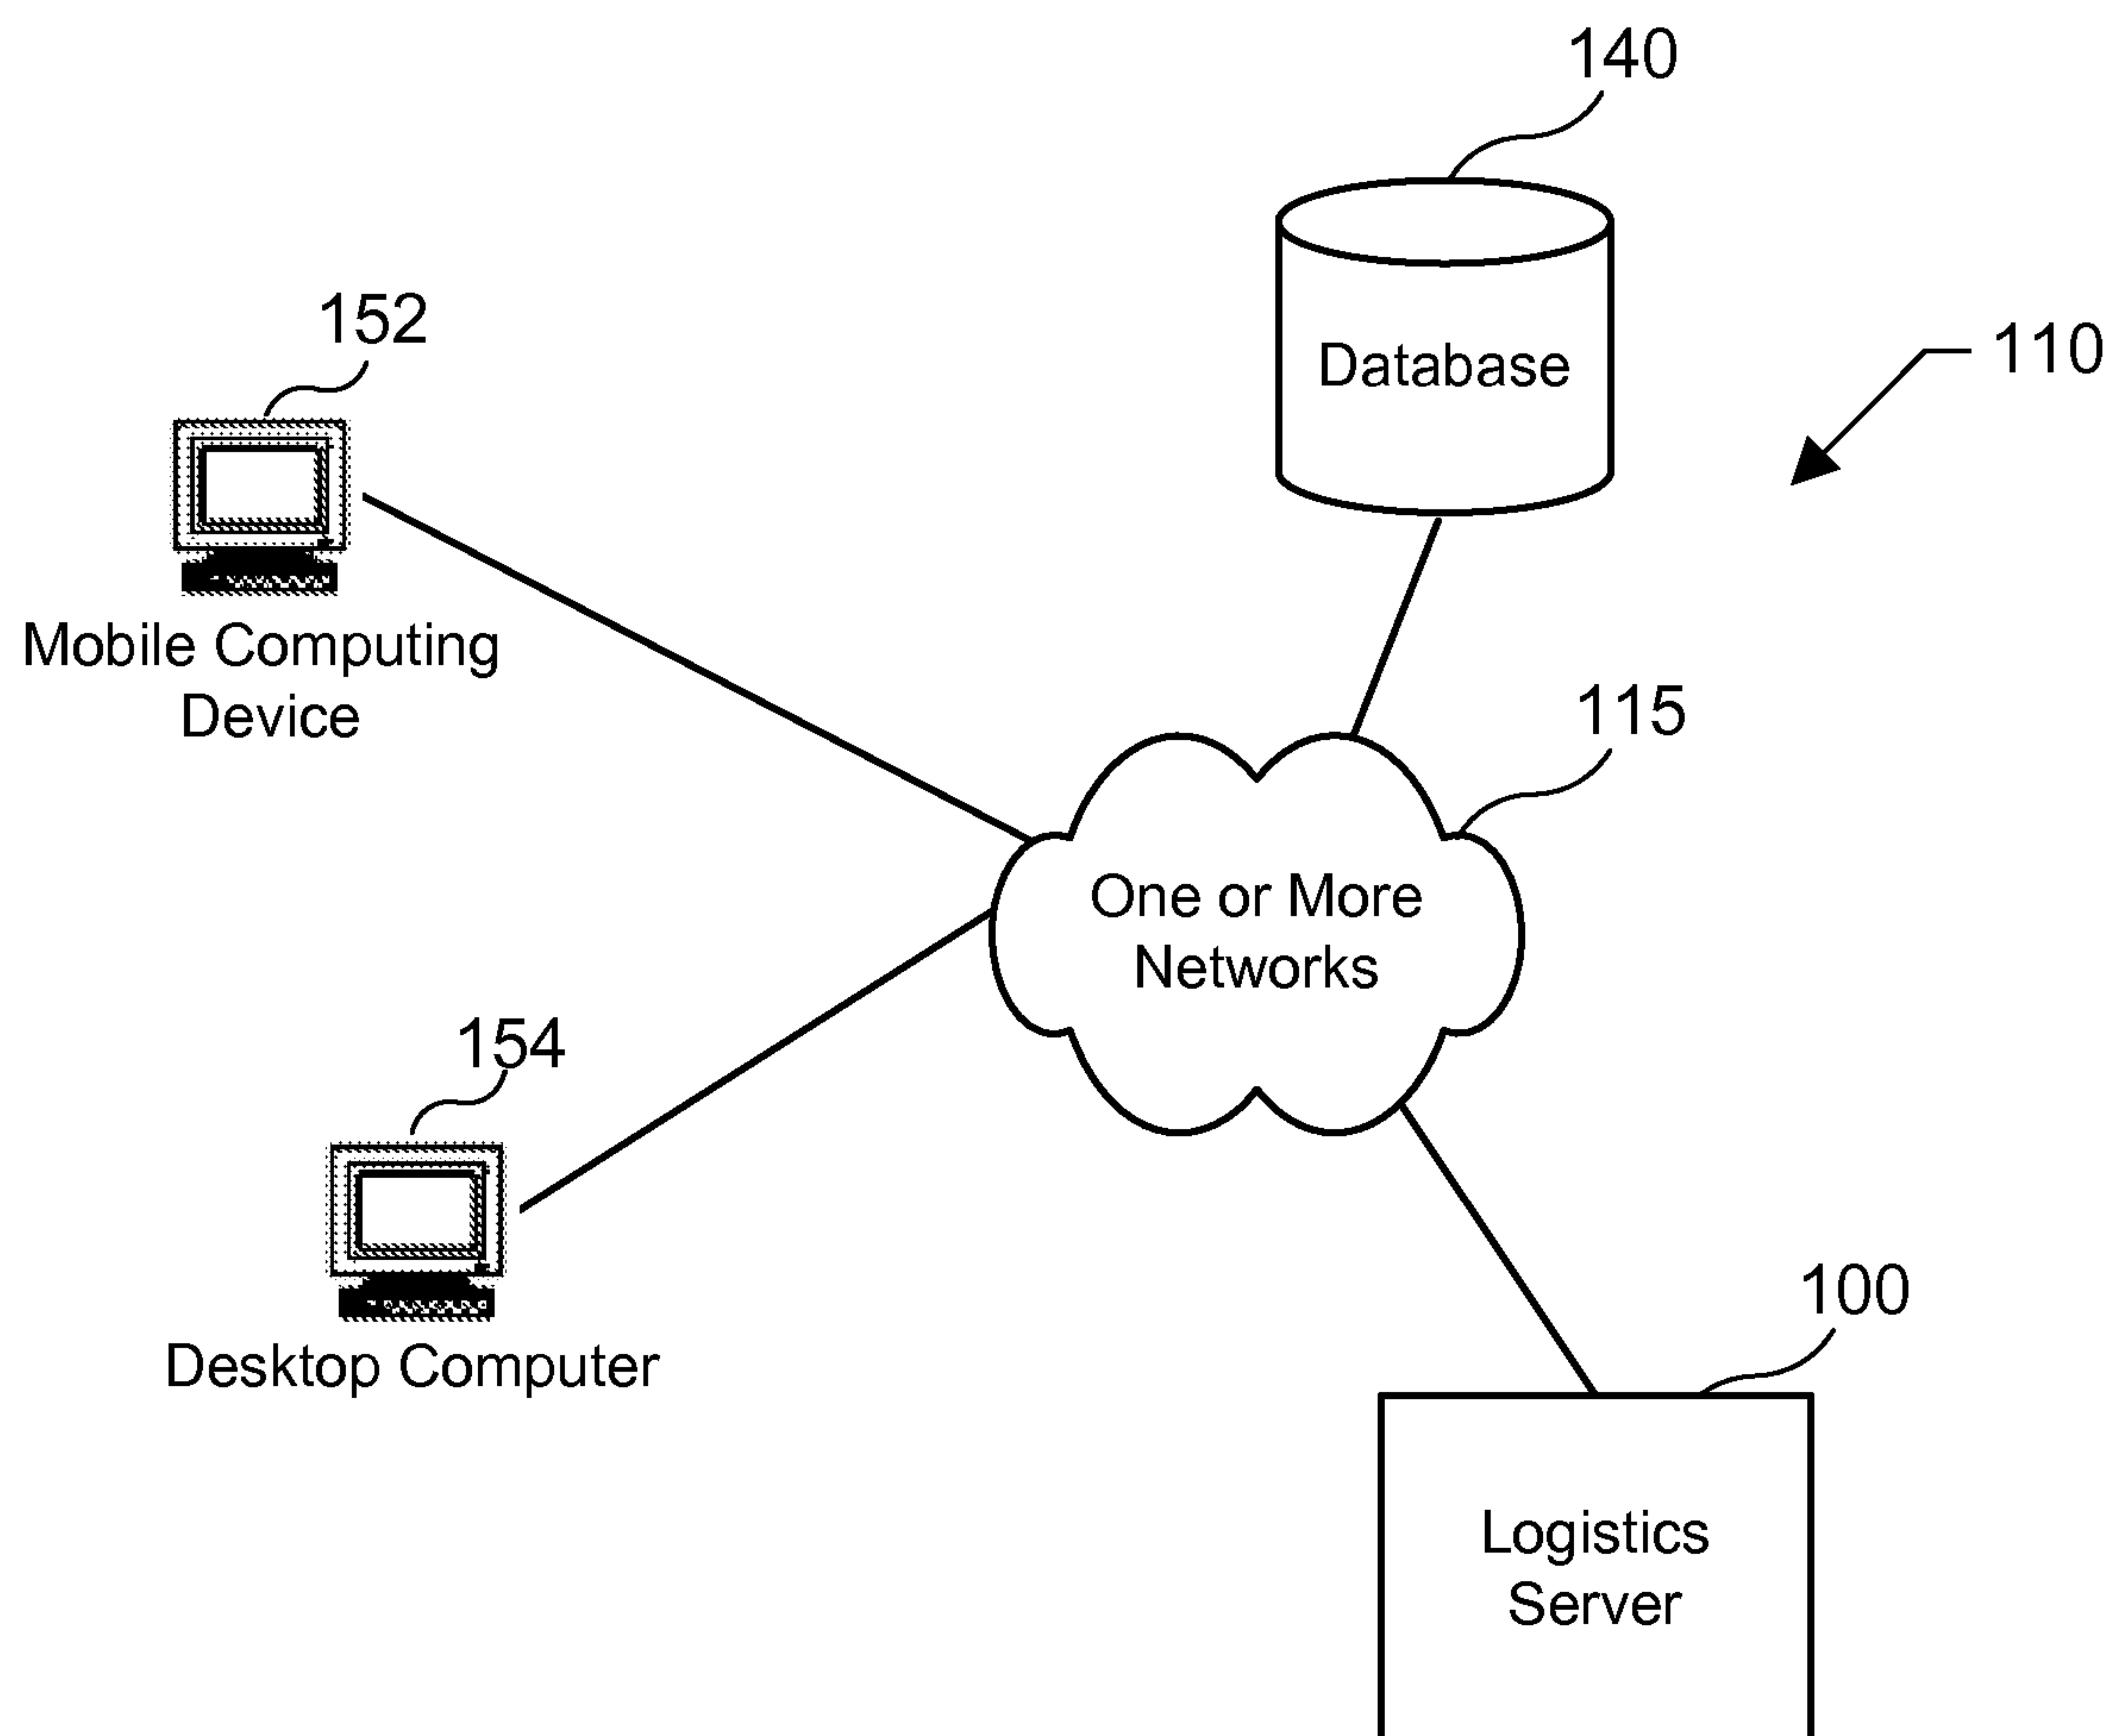 140
152
110
Database
Mobile Computing
Device
115
One or More
Networks
154
100
Desktop Computer
Logistics
Server